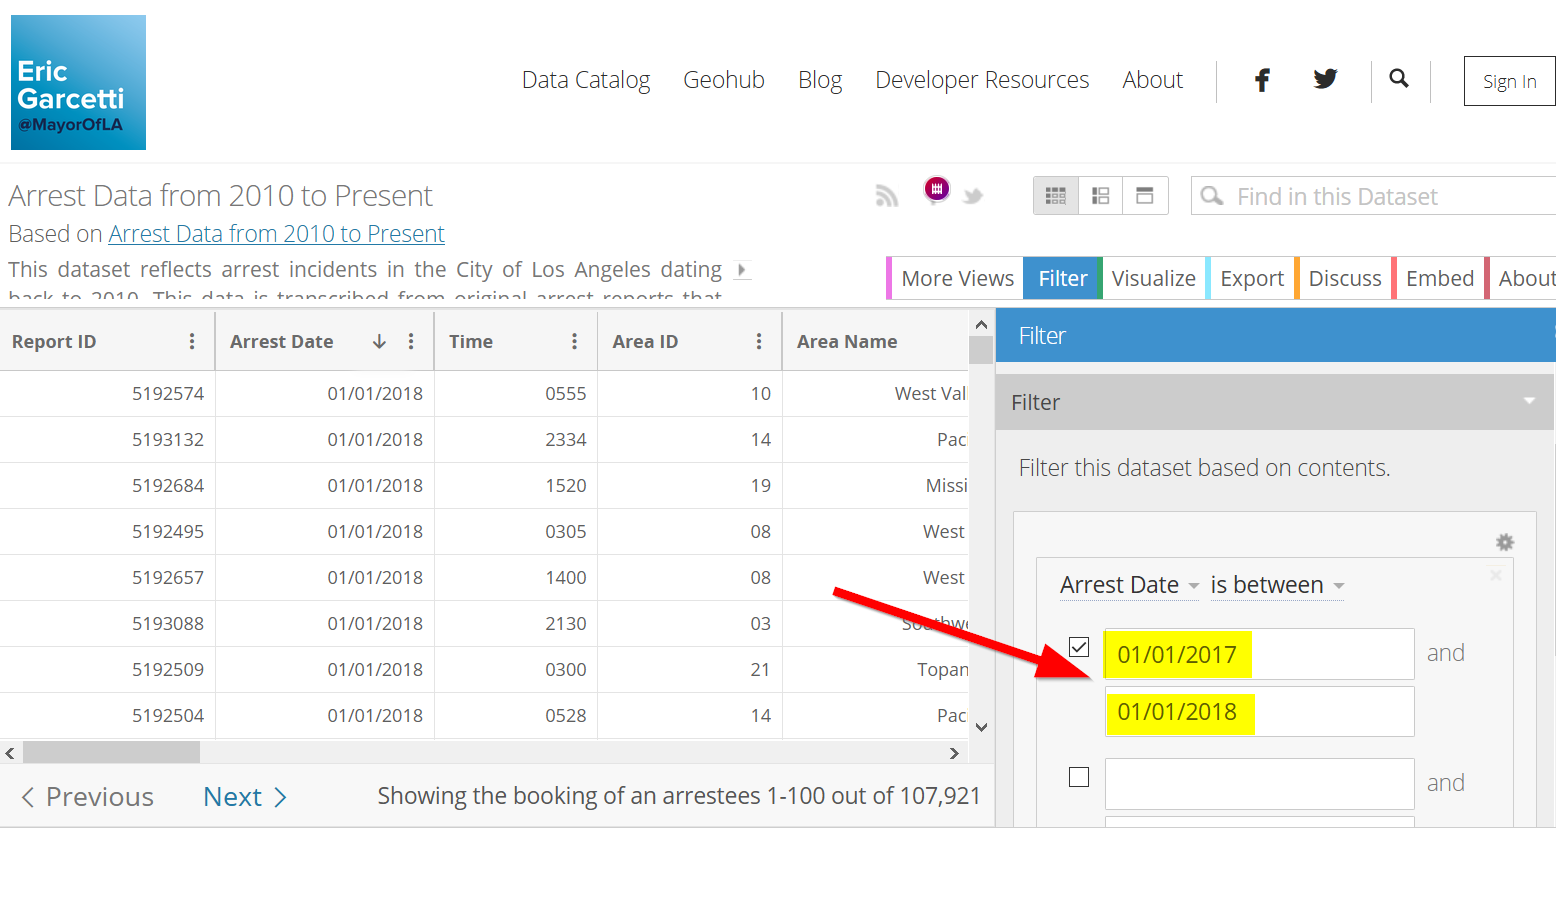 Eric
Garcetti
@MayorOfLA
Data Catalog Geohub Blog Developer Resources About Sign In
Arrest Data from 2010 to Present
Based on Arrest Data from 2010 to Present
Find in this Dataset
This dataset reflects arrest incidents in the City of Los Angeles dating
back to 2010. This data is transcribed from original arrest reports that
More Views Filter Visualize Export Discuss Embed About
Report ID Arrest Date Time Area ID Area Name
5192574 01/01/2018 0555 10 West Vall
5193132 01/01/2018 2334 14 Paci
5192684 01/01/2018 1520 19 Missi
5192495 01/01/2018 0305 08 West
5192657 01/01/2018 1400 08 West
5193088 01/01/2018 2130 03 Southwe
5192509 01/01/2018 0300 21 Topan
5192504 01/01/2018 0528 14 Paci
Previous Next Showing the booking of an arrestees 1-100 out of 107,921
Filter
Filter
Filter this dataset based on contents.
Arrest Date is between
01/01/2017 and
01/01/2018
and